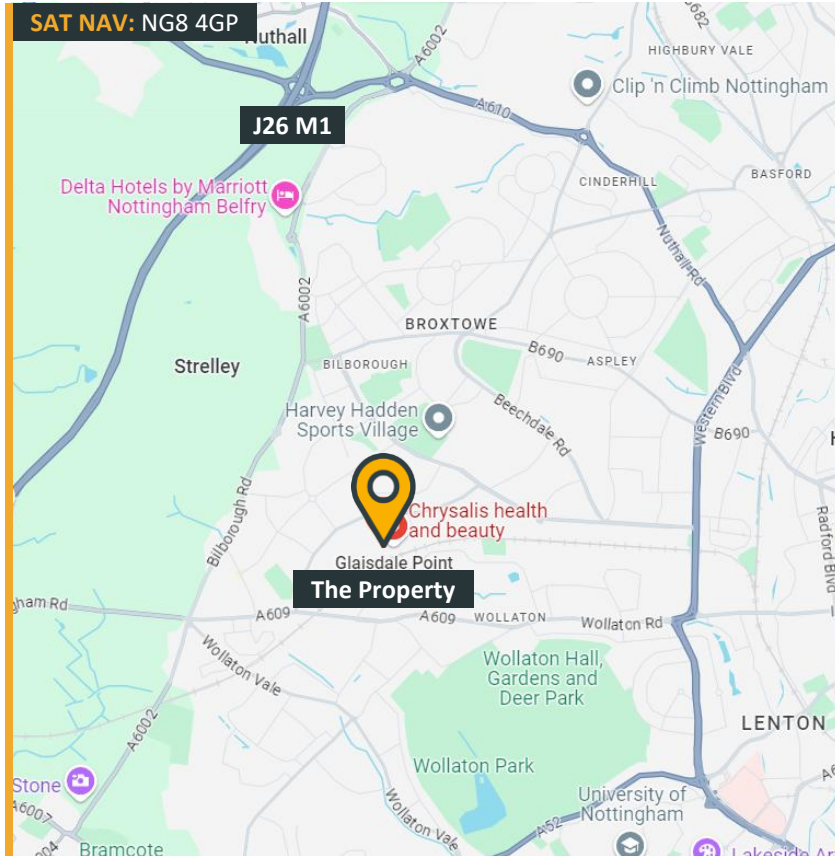 SAT NAV: NG8 4GP
Nuthall
A6002
HIGHBURY VALE
Clip 'n Climb Nottingham
A610
J26 M1
CINDERHILL
BASFORD
Delta Hotels by Marriott
Nottingham Belfry
Nuthall Rd
A6002
BROXTOWE
B690
ASPLEY
Strelley
BILBOROUGH
Beechdale Rd
Western Blvd
Harvey Hadden
Sports Village
B690
Bilborough Rd
Radford Blvd
Chrysalis health
and beauty
Glaisdale Point
The Property
ham Rd
A609
A609
WOLLATON
Wollaton Rd
Wollaton Vale
Wollaton Hall,
Gardens and
Deer Park
A6002
LENTON
Wollaton Park
Stone
A6007
University of
Nottingham
Wollaton Vale
A52
Bramcote
Lakeside Ar